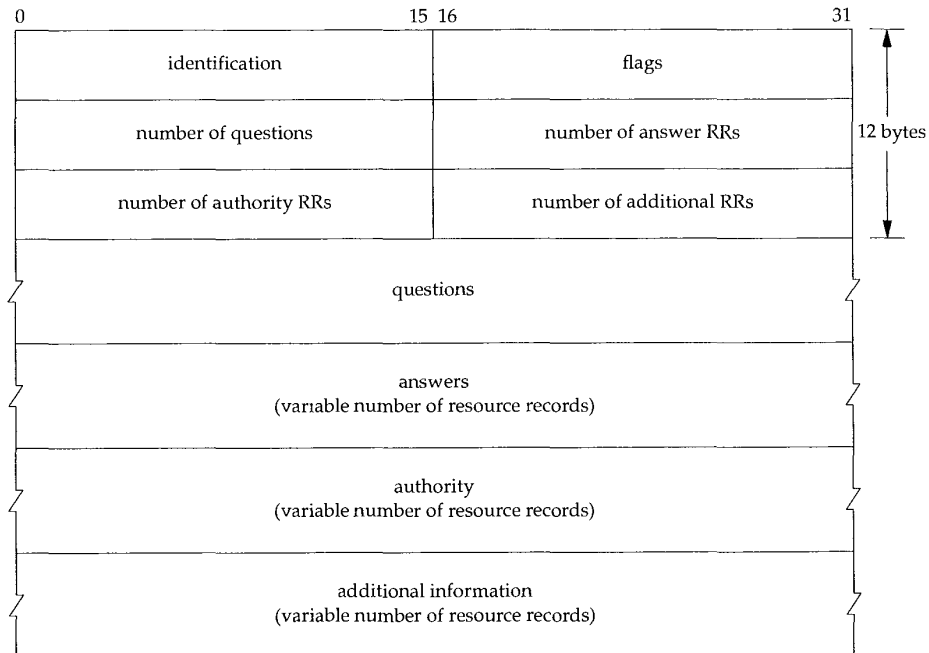 0 15 16 31
identification flags
number of questions number of answer RRs 12 bytes
number of authority RRs number of additional RRs
questions
answers
(variable number of resource records)
authority
(variable number of resource records)
additional information
(variable number of resource records)